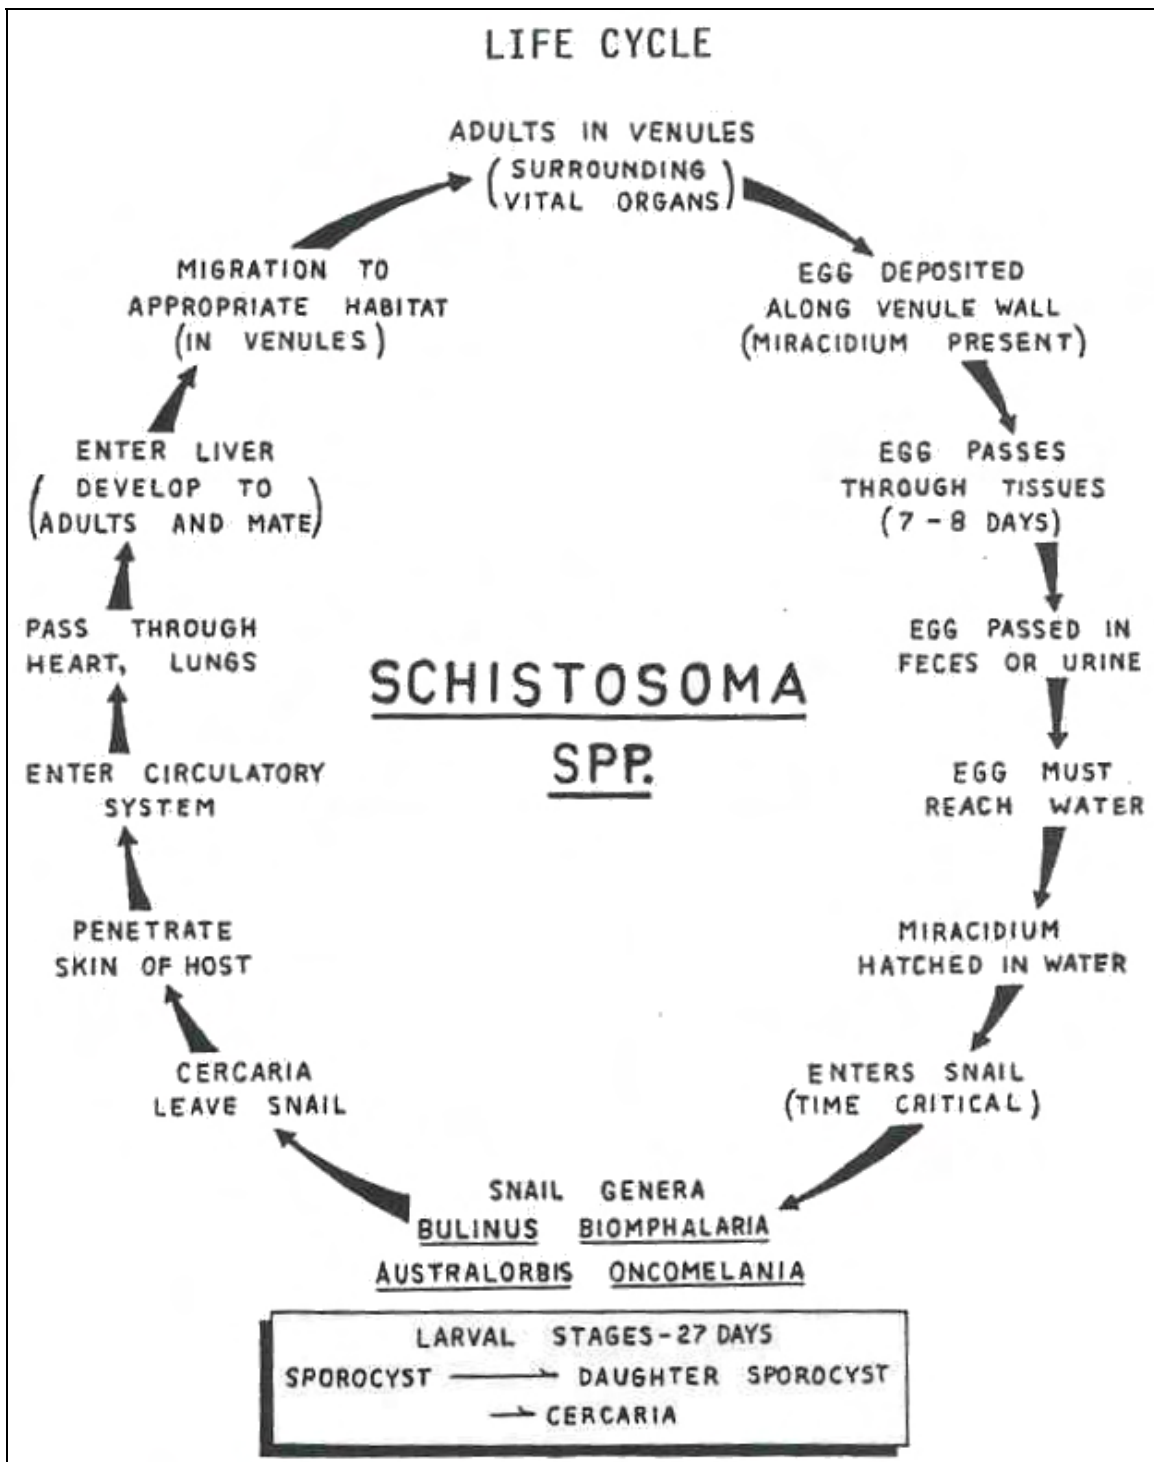 LIFE CYCLE
ADULTS IN VENULES
(SURROUNDING
VITAL ORGANS)
EGG DEPOSITED
ALONG VENULE WALL
(MIRACIDIUM PRESENT)
EGG PASSES
THROUGH TISSUES
(7-8 DAYS)
EGG PASSED IN
FECES OR URINE
EGG MUST
REACH WATER
MIRACIDIUM
HATCHED IN WATER
ENTERS SNAIL
(TIME CRITICAL)
SNAIL GENERA
BULINUS BIOMPHALARIA
AUSTRALORBIS ONCOMELANIA
LARVAL STAGES-27 DAYS
SPOROCYST → DAUGHTER SPOROCYST
→ CERCARIA
CERCARIA
LEAVE SNAIL
PENETRATE
SKIN OF HOST
ENTER CIRCULATORY
SYSTEM
PASS THROUGH
HEART, LUNGS
ENTER LIVER
(DEVELOP TO
ADULTS AND MATE)
MIGRATION TO
APPROPRIATE HABITAT
(IN VENULES)
SCHISTOSOMA
SPP.